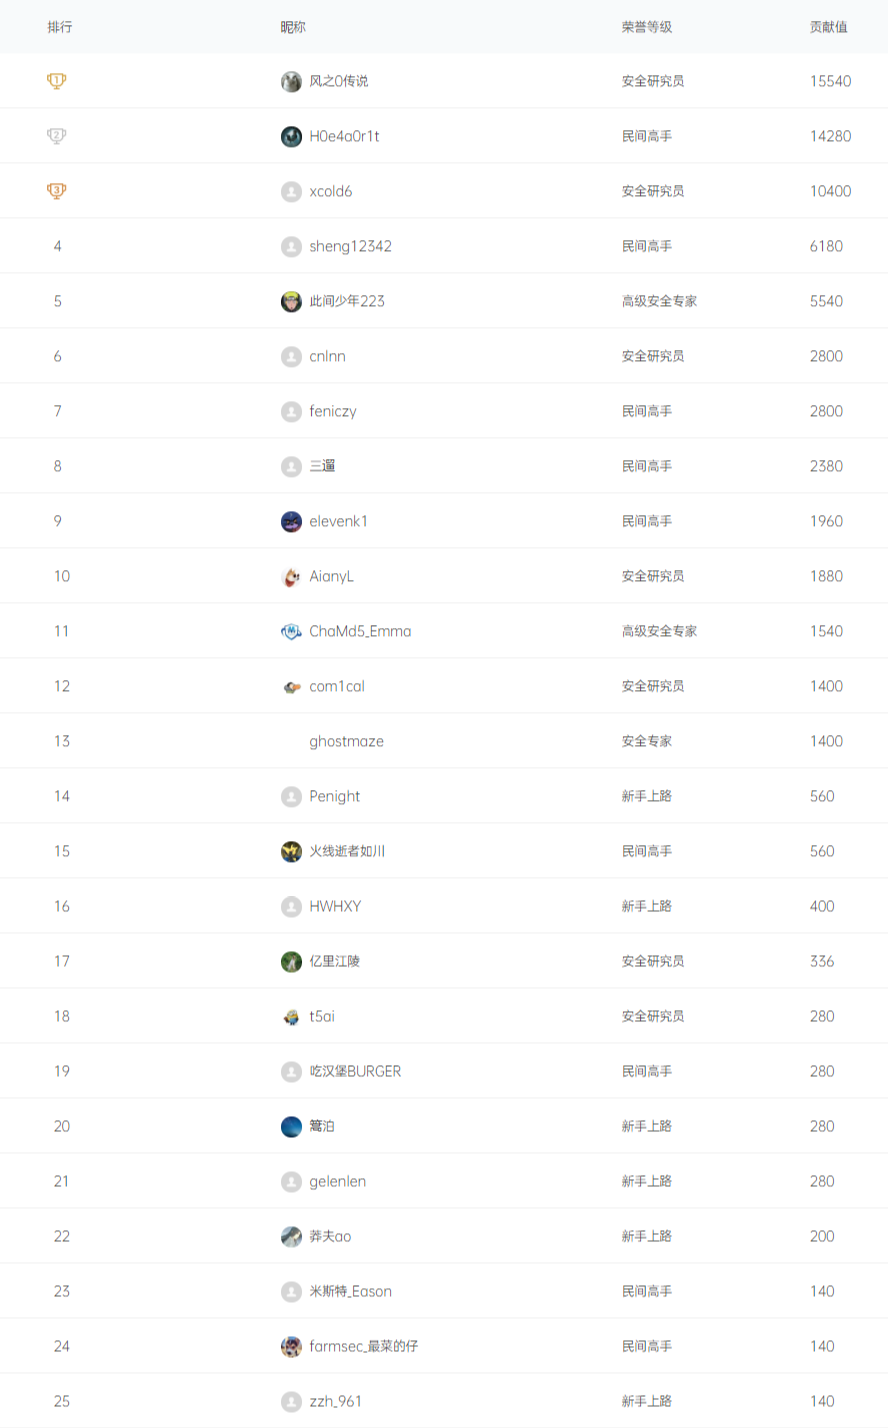 排行 昵称 荣誉等级 贡献值
1 风之0传说 安全研究员 15540
2 H0e4a0r1t 民间高手 14280
3 xcold6 安全研究员 10400
4 sheng12342 民间高手 6180
5 此间少年223 高级安全专家 5540
6 cnlnn 安全研究员 2800
7 feniczy 民间高手 2800
8 三遛 民间高手 2380
9 elevenk1 民间高手 1960
10 AianyL 安全研究员 1880
11 ChaMd5_Emma 高级安全专家 1540
12 com1cal 安全研究员 1400
13 ghostmaze 安全专家 1400
14 Penight 新手上路 560
15 火线逝者如川 民间高手 560
16 HWHXY 新手上路 400
17 亿里江陵 安全研究员 336
18 t5ai 安全研究员 280
19 吃汉堡BURGER 民间高手 280
20 泊 新手上路 280
21 gelenlen 新手上路 280
22 莽夫ao 新手上路 200
23 米斯特_Eason 民间高手 140
24 farmsec_最菜的仔 民间高手 140
25 zzh_961 新手上路 140